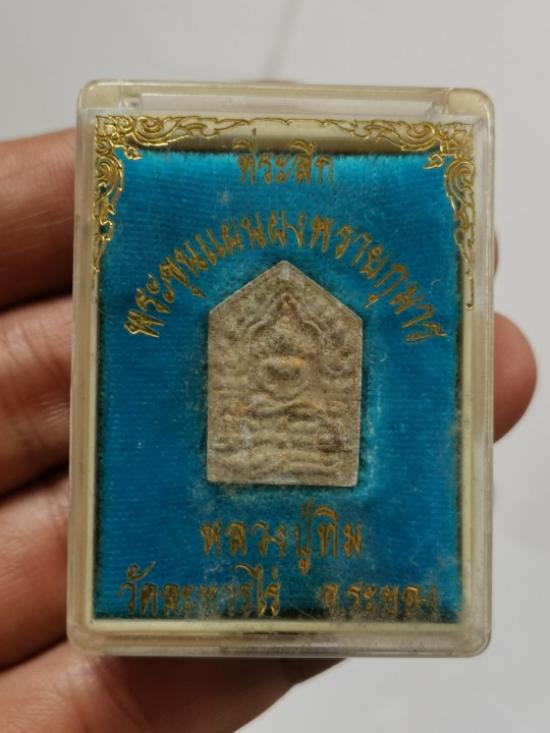 ที่ระลึก
พระขุนแผนผงพรายกุมาร
หลวงปู่ทิม
วัดละหารไร่ จ.ระยอง